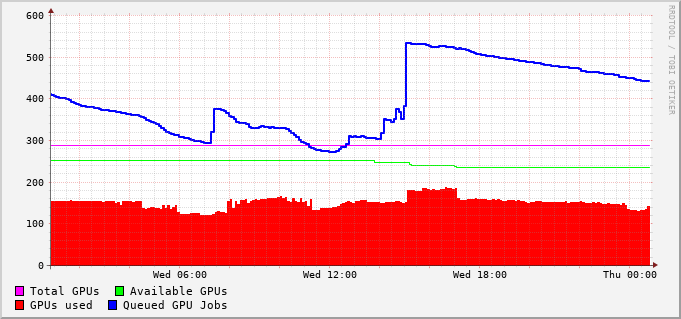 600
500
400
300
200
100
0
Wed 06:00 Wed 12:00 Wed 18:00 Thu 00:00
Total GPUs Available GPUs
GPUs used Queued GPU Jobs
RRDTOOL / TOBI OETIKER